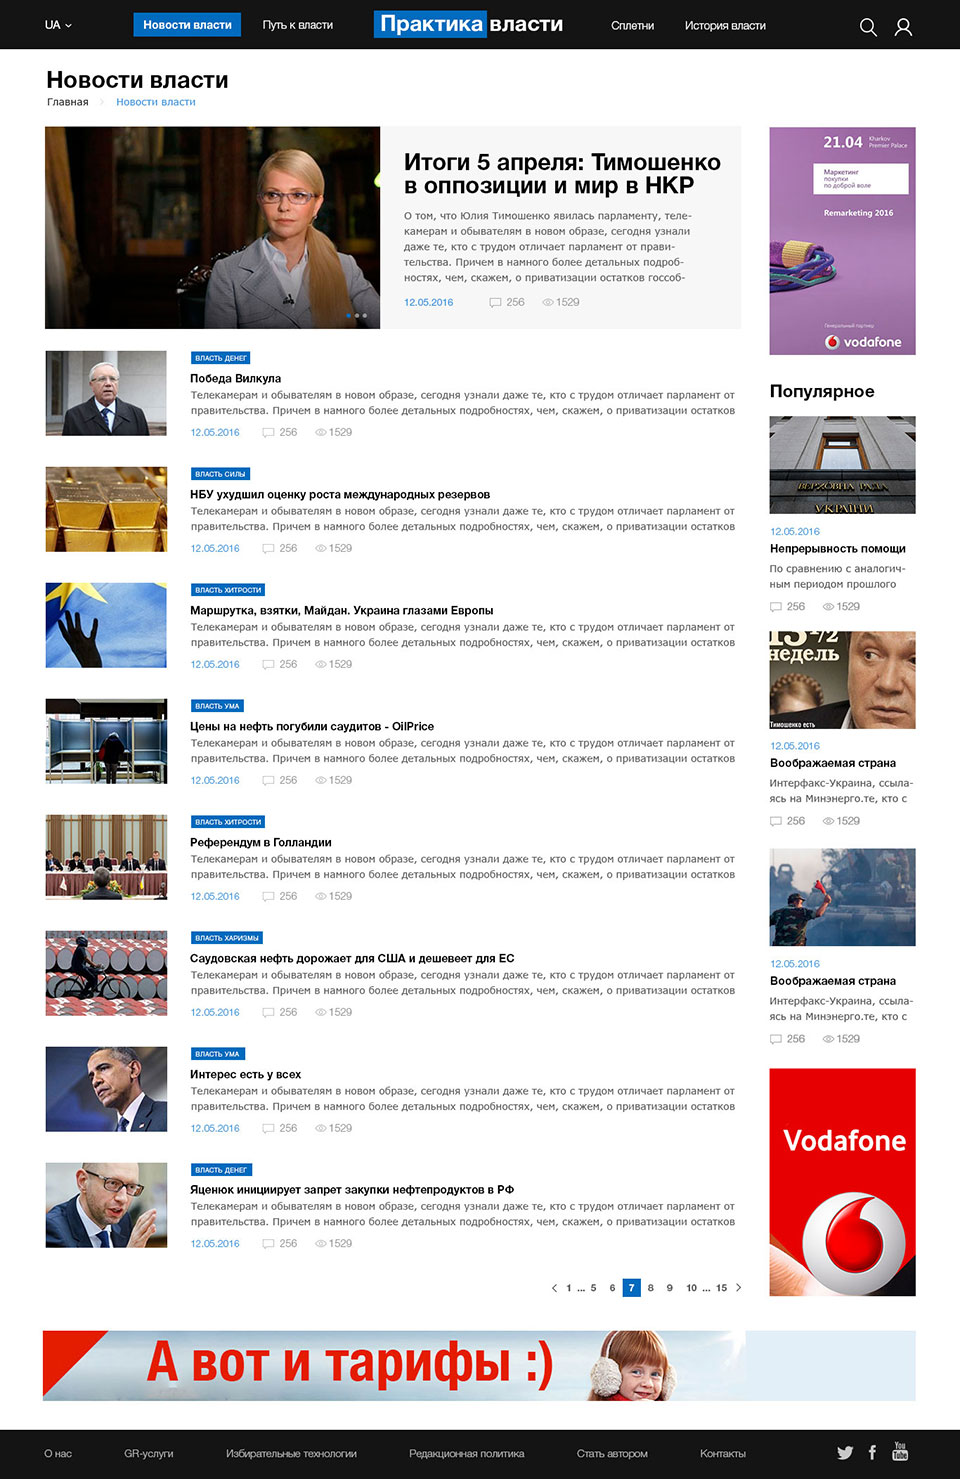 UA
Новости власти
Путь к власти
Практика власти
Сплетни
История власти
Новости власти
Главная
Новости власти
Итоги 5 апреля: Тимошенко
в оппозиции и мир в НКР
О том, что Юлия Тимошенко явилась парламенту, теле-
камерам и обывателям в новом образе, сегодня узнали
даже те, кто с трудом отличает парламент от прави-
тельства. Причем в намного более детальных подроб-
ностях, чем, скажем, о приватизации остатков госсоб-
12.05.2016 256 1529
ВЛАСТЬ ДЕНЕГ
Победа Вилкула
Телекамерам и обывателям в новом образе, сегодня узнали даже те, кто с трудом отличает парламент от
правительства. Причем в намного более детальных подробностях, чем, скажем, о приватизации остатков
12.05.2016 256 1529
ВЛАСТЬ СИЛЫ
НБУ ухудшил оценку роста международных резервов
Телекамерам и обывателям в новом образе, сегодня узнали даже те, кто с трудом отличает парламент от
правительства. Причем в намного более детальных подробностях, чем, скажем, о приватизации остатков
12.05.2016 256 1529
ВЛАСТЬ ХИТРОСТИ
Маршрутка, взятки, Майдан. Украина глазами Европы
Телекамерам и обывателям в новом образе, сегодня узнали даже те, кто с трудом отличает парламент от
правительства. Причем в намного более детальных подробностях, чем, скажем, о приватизации остатков
12.05.2016 256 1529
ВЛАСТЬ УМА
Цены на нефть погубили саудитов - OilPrice
Телекамерам и обывателям в новом образе, сегодня узнали даже те, кто с трудом отличает парламент от
правительства. Причем в намного более детальных подробностях, чем, скажем, о приватизации остатков
12.05.2016 256 1529
ВЛАСТЬ ХИТРОСТИ
Референдум в Голландии
Телекамерам и обывателям в новом образе, сегодня узнали даже те, кто с трудом отличает парламент от
правительства. Причем в намного более детальных подробностях, чем, скажем, о приватизации остатков
12.05.2016 256 1529
ВЛАСТЬ ХАРИЗМЫ
Саудовская нефть дорожает для США и дешевеет для ЕС
Телекамерам и обывателям в новом образе, сегодня узнали даже те, кто с трудом отличает парламент от
правительства. Причем в намного более детальных подробностях, чем, скажем, о приватизации остатков
12.05.2016 256 1529
ВЛАСТЬ УМА
Интерес есть у всех
Телекамерам и обывателям в новом образе, сегодня узнали даже те, кто с трудом отличает парламент от
правительства. Причем в намного более детальных подробностях, чем, скажем, о приватизации остатков
12.05.2016 256 1529
ВЛАСТЬ ДЕНЕГ
Яценюк инициирует запрет закупки нефтепродуктов в РФ
Телекамерам и обывателям в новом образе, сегодня узнали даже те, кто с трудом отличает парламент от
правительства. Причем в намного более детальных подробностях, чем, скажем, о приватизации остатков
12.05.2016 256 1529
1 ... 5 6 7 8 9 10 ... 15
21.04
Kharkov
Premier Palace
Маркетинг
покупки
по доброй воле
Remarketing 2016
Генеральный партнер
vodafone
Популярное
ВЕРХОВНА РАДА
УКРАЇНИ
12.05.2016
Непрерывность помощи
По сравнению с аналогич-
ным периодом прошлого
256 1529
13 ½
недель
Тимошенко есть
12.05.2016
Воображаемая страна
Интерфакс-Украина, ссыла-
ясь на Минэнерго.те, кто с
256 1529
12.05.2016
Воображаемая страна
Интерфакс-Украина, ссыла-
ясь на Минэнерго.те, кто с
256 1529
Vodafone
А вот и тарифы :)
О нас
GR-услуги
Избирательные технологии
Редакционная политика
Стать автором
Контакты
You
Tube